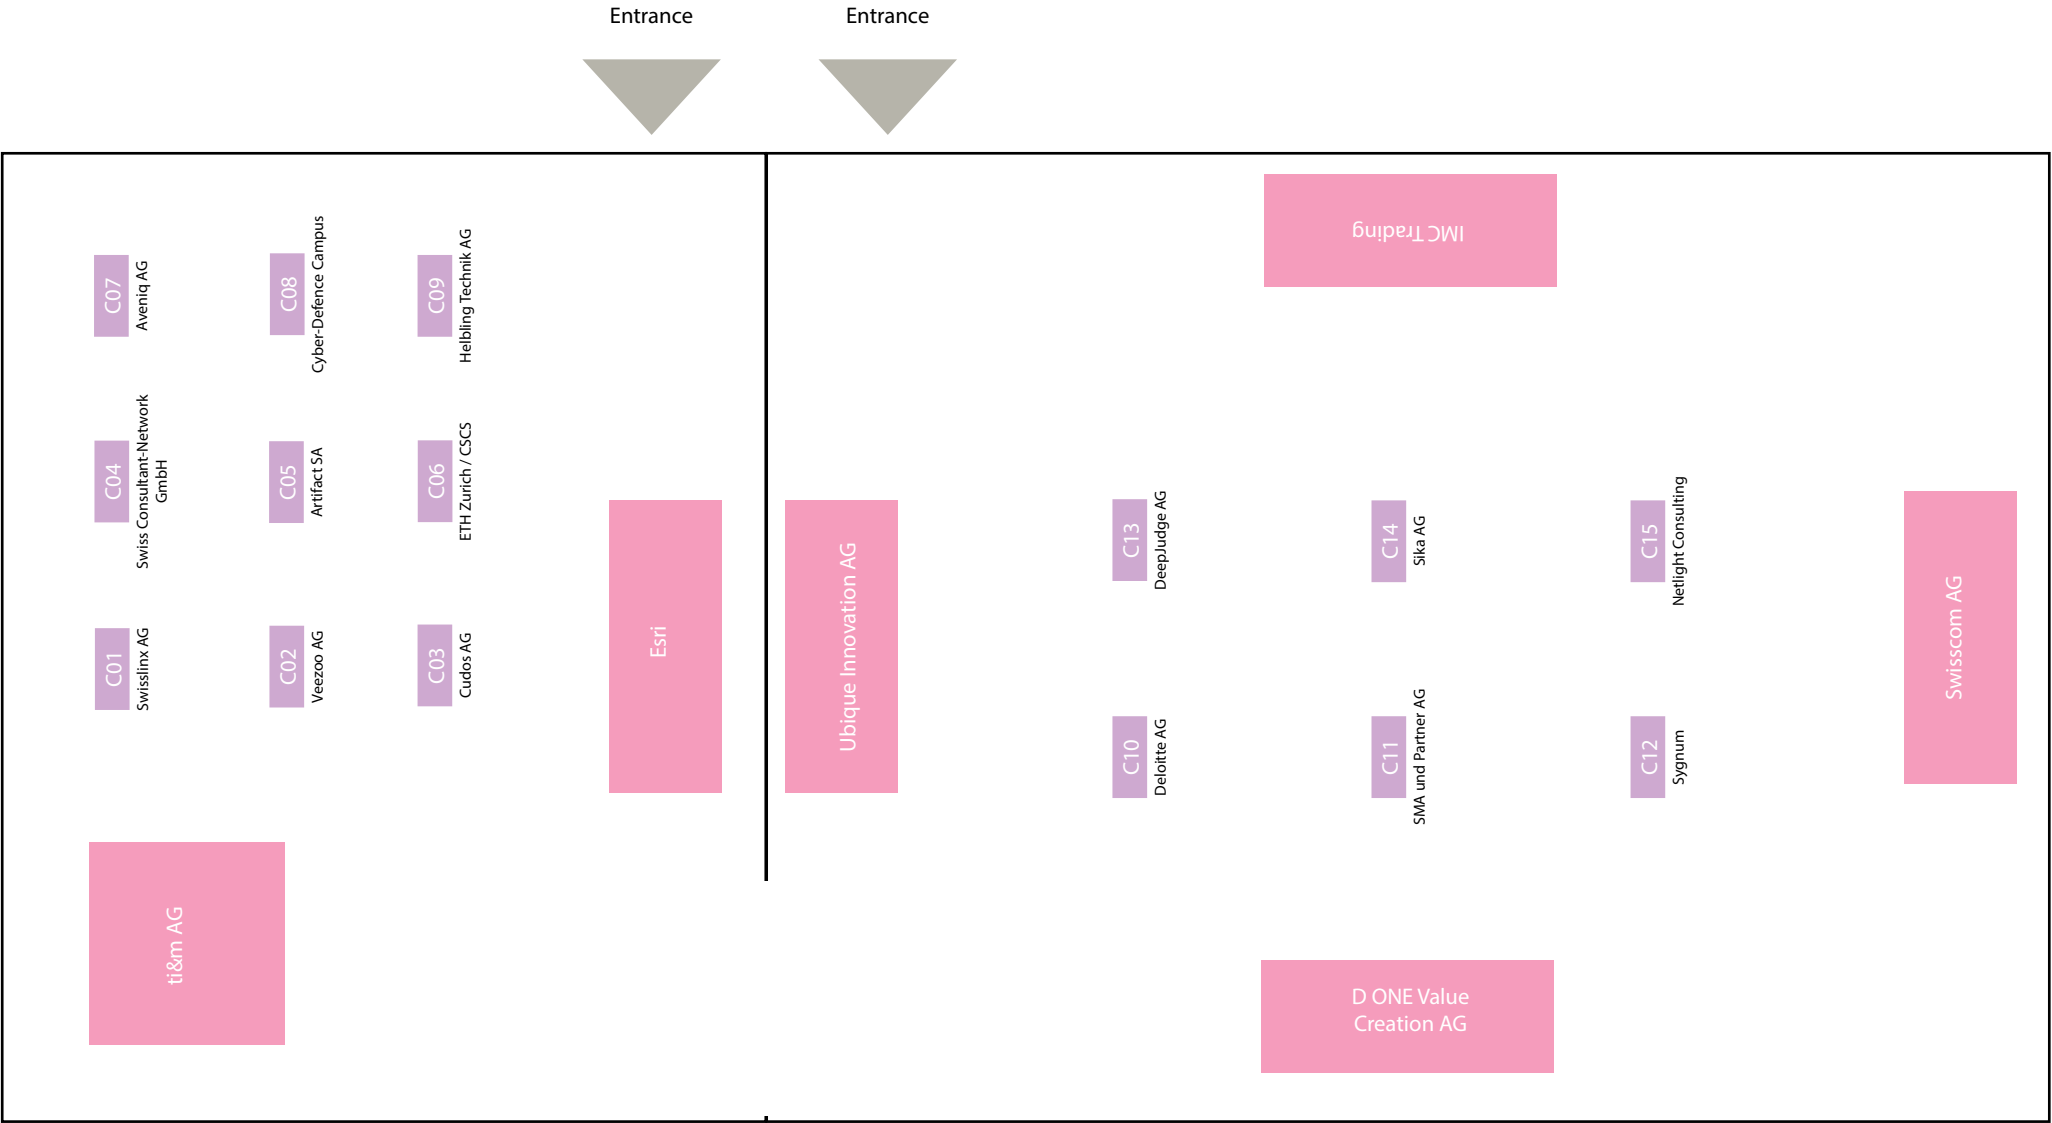 Entrance
Entrance
IMC Trading
C07
Aveniq AG
C08
Cyber-Defence Campus
C09
Helbling Technik AG
C04
Swiss Consultant-Network
GmbH
C05
Artifact SA
C06
ETH Zurich / CSCS
C01
Swisslinx AG
C02
Veezoo AG
C03
Cudos AG
Esri
Ubique Innovation AG
C13
DeepJudge AG
C14
Sika AG
C15
Netlight Consulting
C10
Deloitte AG
C11
SMA und Partner AG
C12
Sygnum
Swisscom AG
ti&m AG
D ONE Value
Creation AG